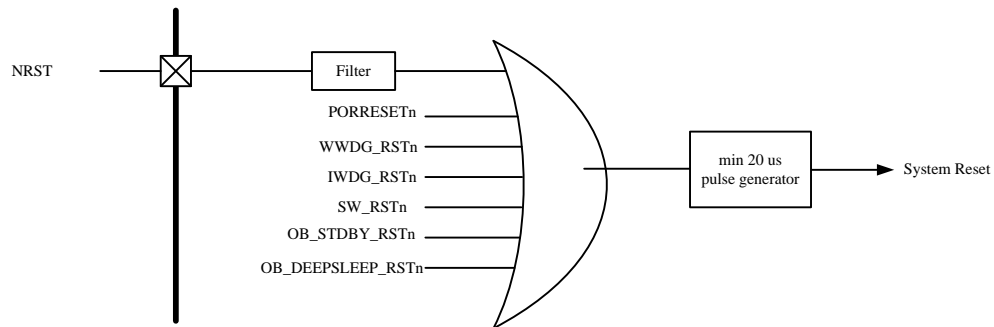 NRST
Filter
PORRESETn
WWDG_RSTn
IWDG_RSTn
SW_RSTn
OB_STDBY_RSTn
OB_DEEPSLEEP_RSTn
min 20 us
pulse generator
System Reset